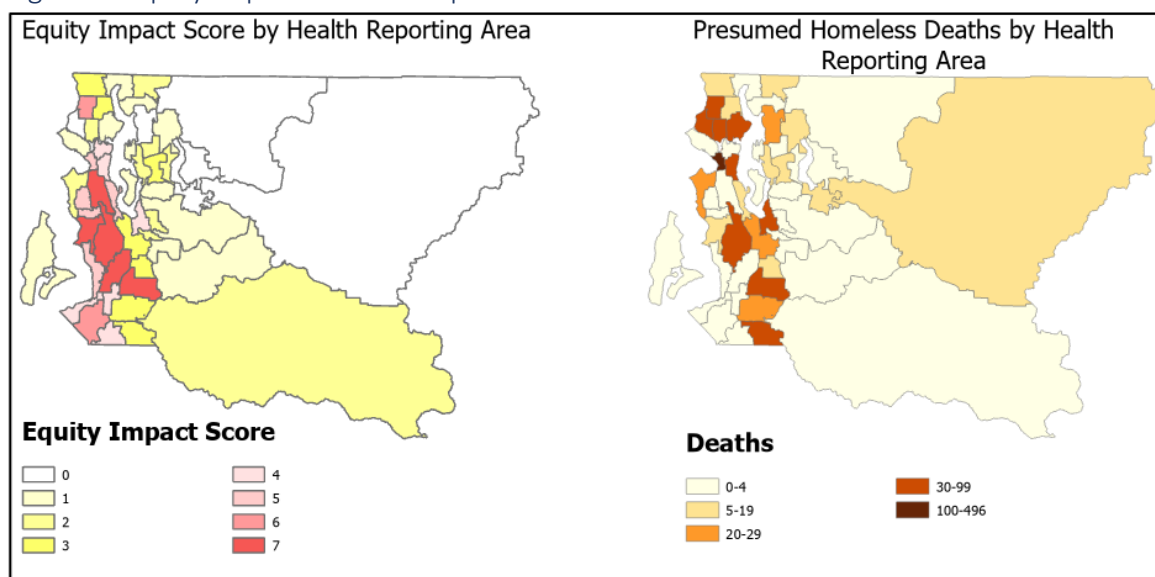 Equity Impact Score by Health Reporting Area
Presumed Homeless Deaths by Health
Reporting Area
Equity Impact Score
0
1
2
3
4
5
6
7
Deaths
0-4
5-19
20-29
30-99
100-496